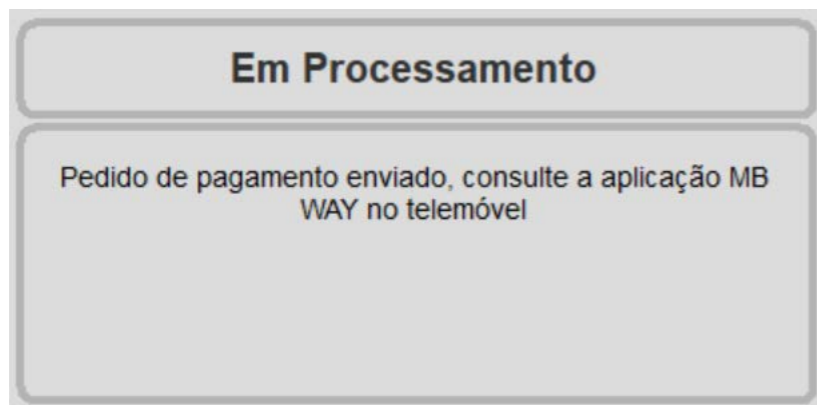 Em Processamento
Pedido de pagamento enviado, consulte a aplicação MB
WAY no telemóvel